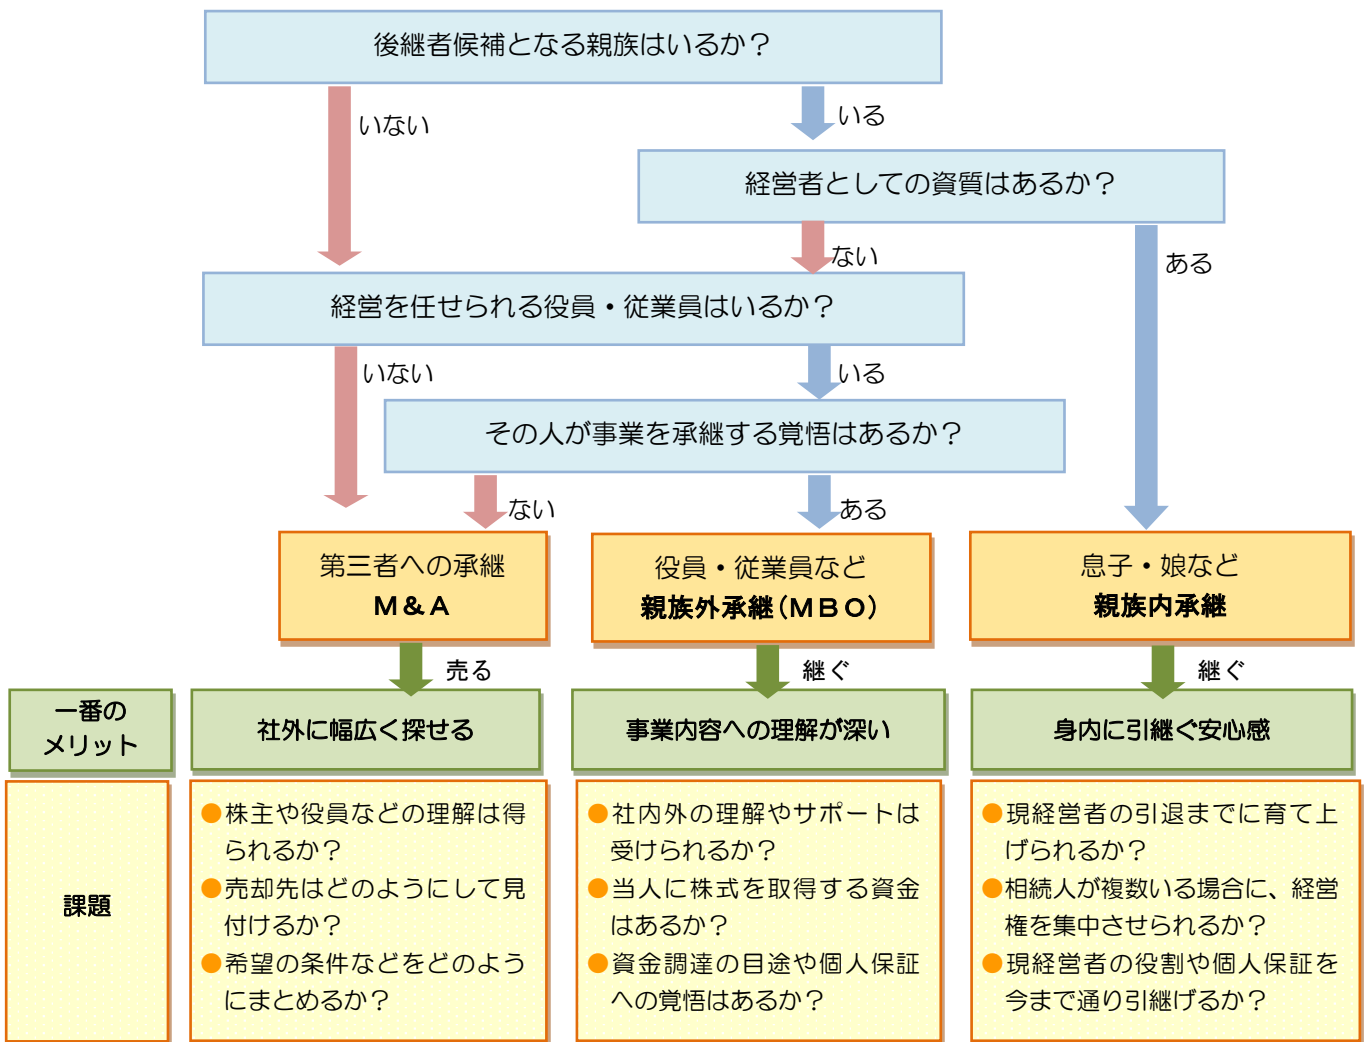 後継者候補となる親族はいるか？
いない
いる
経営者としての資質はあるか？
ない
ある
経営を任せられる役員・従業員はいるか？
いない
いる
その人が事業を承継する覚悟はあるか？
ない
ある
第三者への承継
Ｍ＆Ａ
役員・従業員など
親族外承継（ＭＢＯ）
息子・娘など
親族内承継
売る
継ぐ
継ぐ
一番の
メリット
社外に幅広く探せる
事業内容への理解が深い
身内に引継ぐ安心感
課題
●株主や役員などの理解は得
られるか？
●売却先はどのようにして見
付けるか？
●希望の条件などをどのよう
にまとめるか？
●社内外の理解やサポートは
受けられるか？
●当人に株式を取得する資金
はあるか？
●資金調達の目途や個人保証
への覚悟はあるか？
●現経営者の引退までに育て上
げられるか？
●相続人が複数いる場合に、経営
権を集中させられるか？
●現経営者の役割や個人保証を
今まで通り引継げるか？